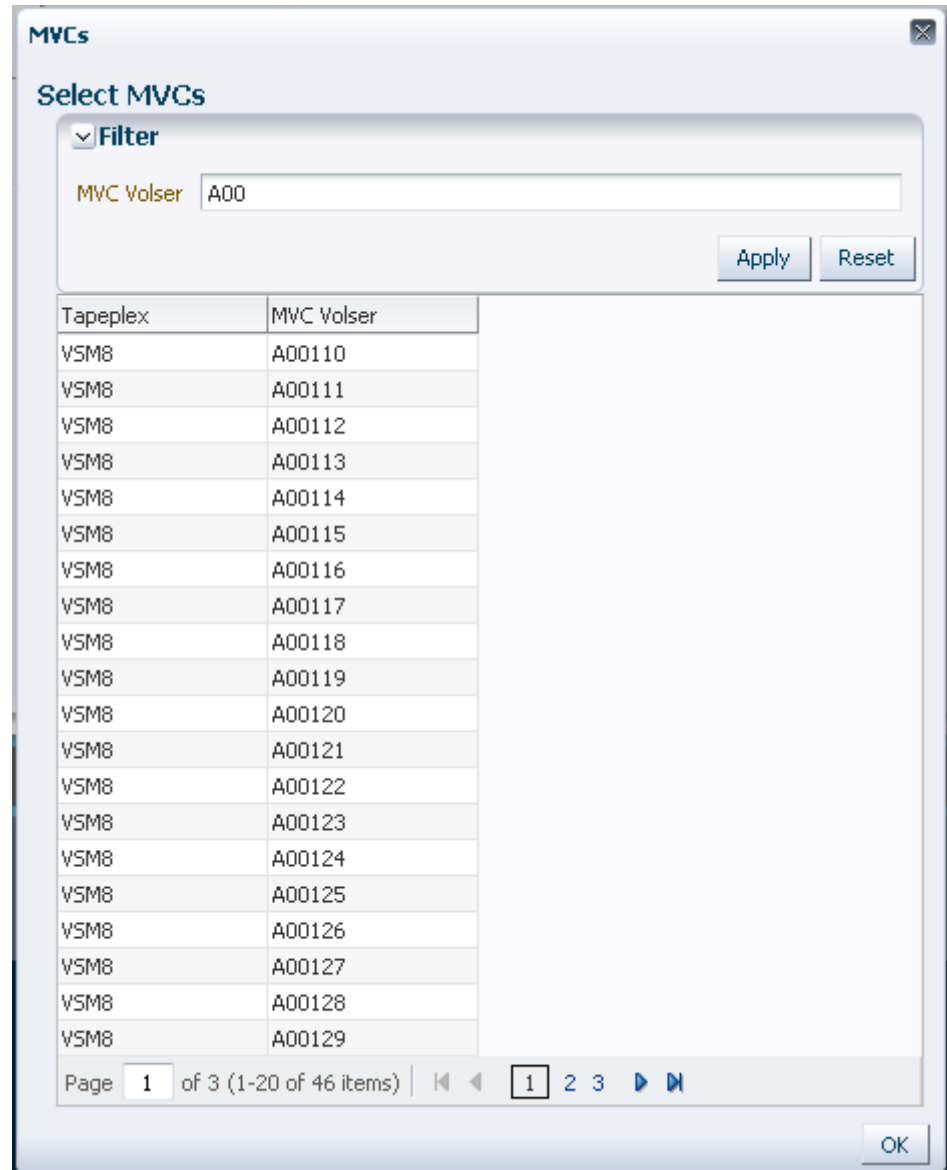 MVCs
Select MVCs
Filter
MVC Volser A00
Apply Reset
Tapeplex MVC Volser
VSM8 A00110
VSM8 A00111
VSM8 A00112
VSM8 A00113
VSM8 A00114
VSM8 A00115
VSM8 A00116
VSM8 A00117
VSM8 A00118
VSM8 A00119
VSM8 A00120
VSM8 A00121
VSM8 A00122
VSM8 A00123
VSM8 A00124
VSM8 A00125
VSM8 A00126
VSM8 A00127
VSM8 A00128
VSM8 A00129
Page 1 of 3 (1-20 of 46 items) 1 2 3
OK